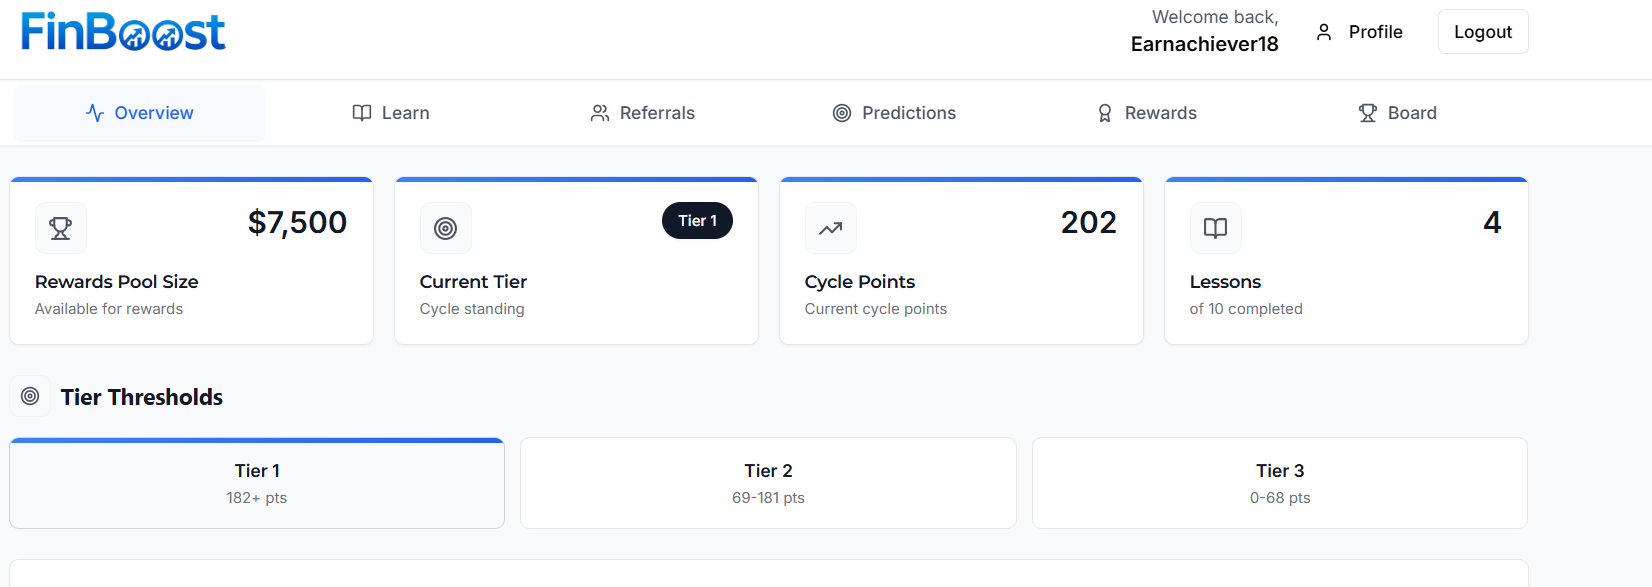 FinBoost
Welcome back,
Earnachiever18
Profile
Logout
Overview
Learn
Referrals
Predictions
Rewards
Board
$7,500
Rewards Pool Size
Available for rewards
Tier 1
Current Tier
Cycle standing
202
Cycle Points
Current cycle points
4
Lessons
of 10 completed
Tier Thresholds
Tier 1
182+ pts
Tier 2
69-181 pts
Tier 3
0-68 pts